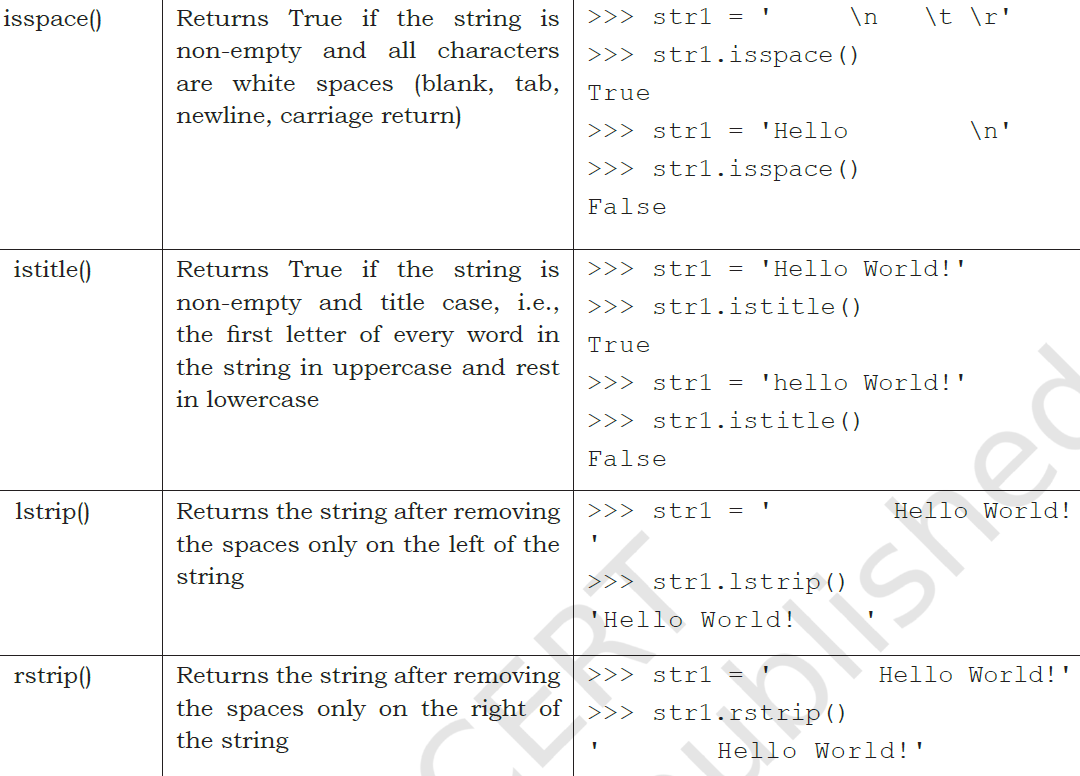 isspace()
Returns True if the string is
non-empty and all characters
are white spaces (blank, tab,
newline, carriage return)
>>> str1 = '     \n   \t \r'
>>> str1.isspace()
True
>>> str1 = 'Hello        \n'
>>> str1.isspace()
False
istitle()
Returns True if the string is
non-empty and title case, i.e.,
the first letter of every word in
the string in uppercase and rest
in lowercase
>>> str1 = 'Hello World!'
>>> str1.istitle()
True
>>> str1 = 'hello World!'
>>> str1.istitle()
False
lstrip()
Returns the string after removing
the spaces only on the left of the
string
>>> str1 = '        Hello World!
'
>>> str1.lstrip()
'Hello World!     '
rstrip()
Returns the string after removing
the spaces only on the right of
the string
>>> str1 = '       Hello World!'
>>> str1.rstrip()
'       Hello World!'